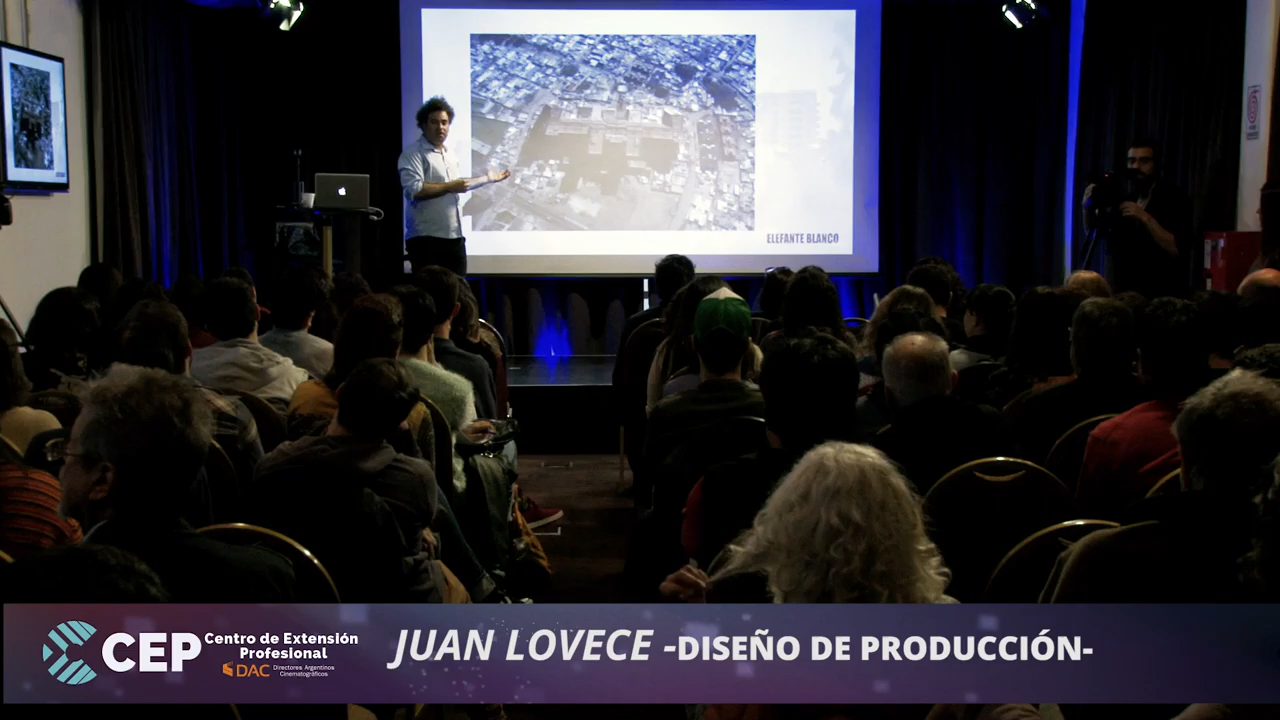 ELEFANTE BLANCO
CEP
Centro de Extensión
Profesional
DAC
Directores Argentinos
Cinematográficos
JUAN LOVECE -DISEÑO DE PRODUCCIÓN-